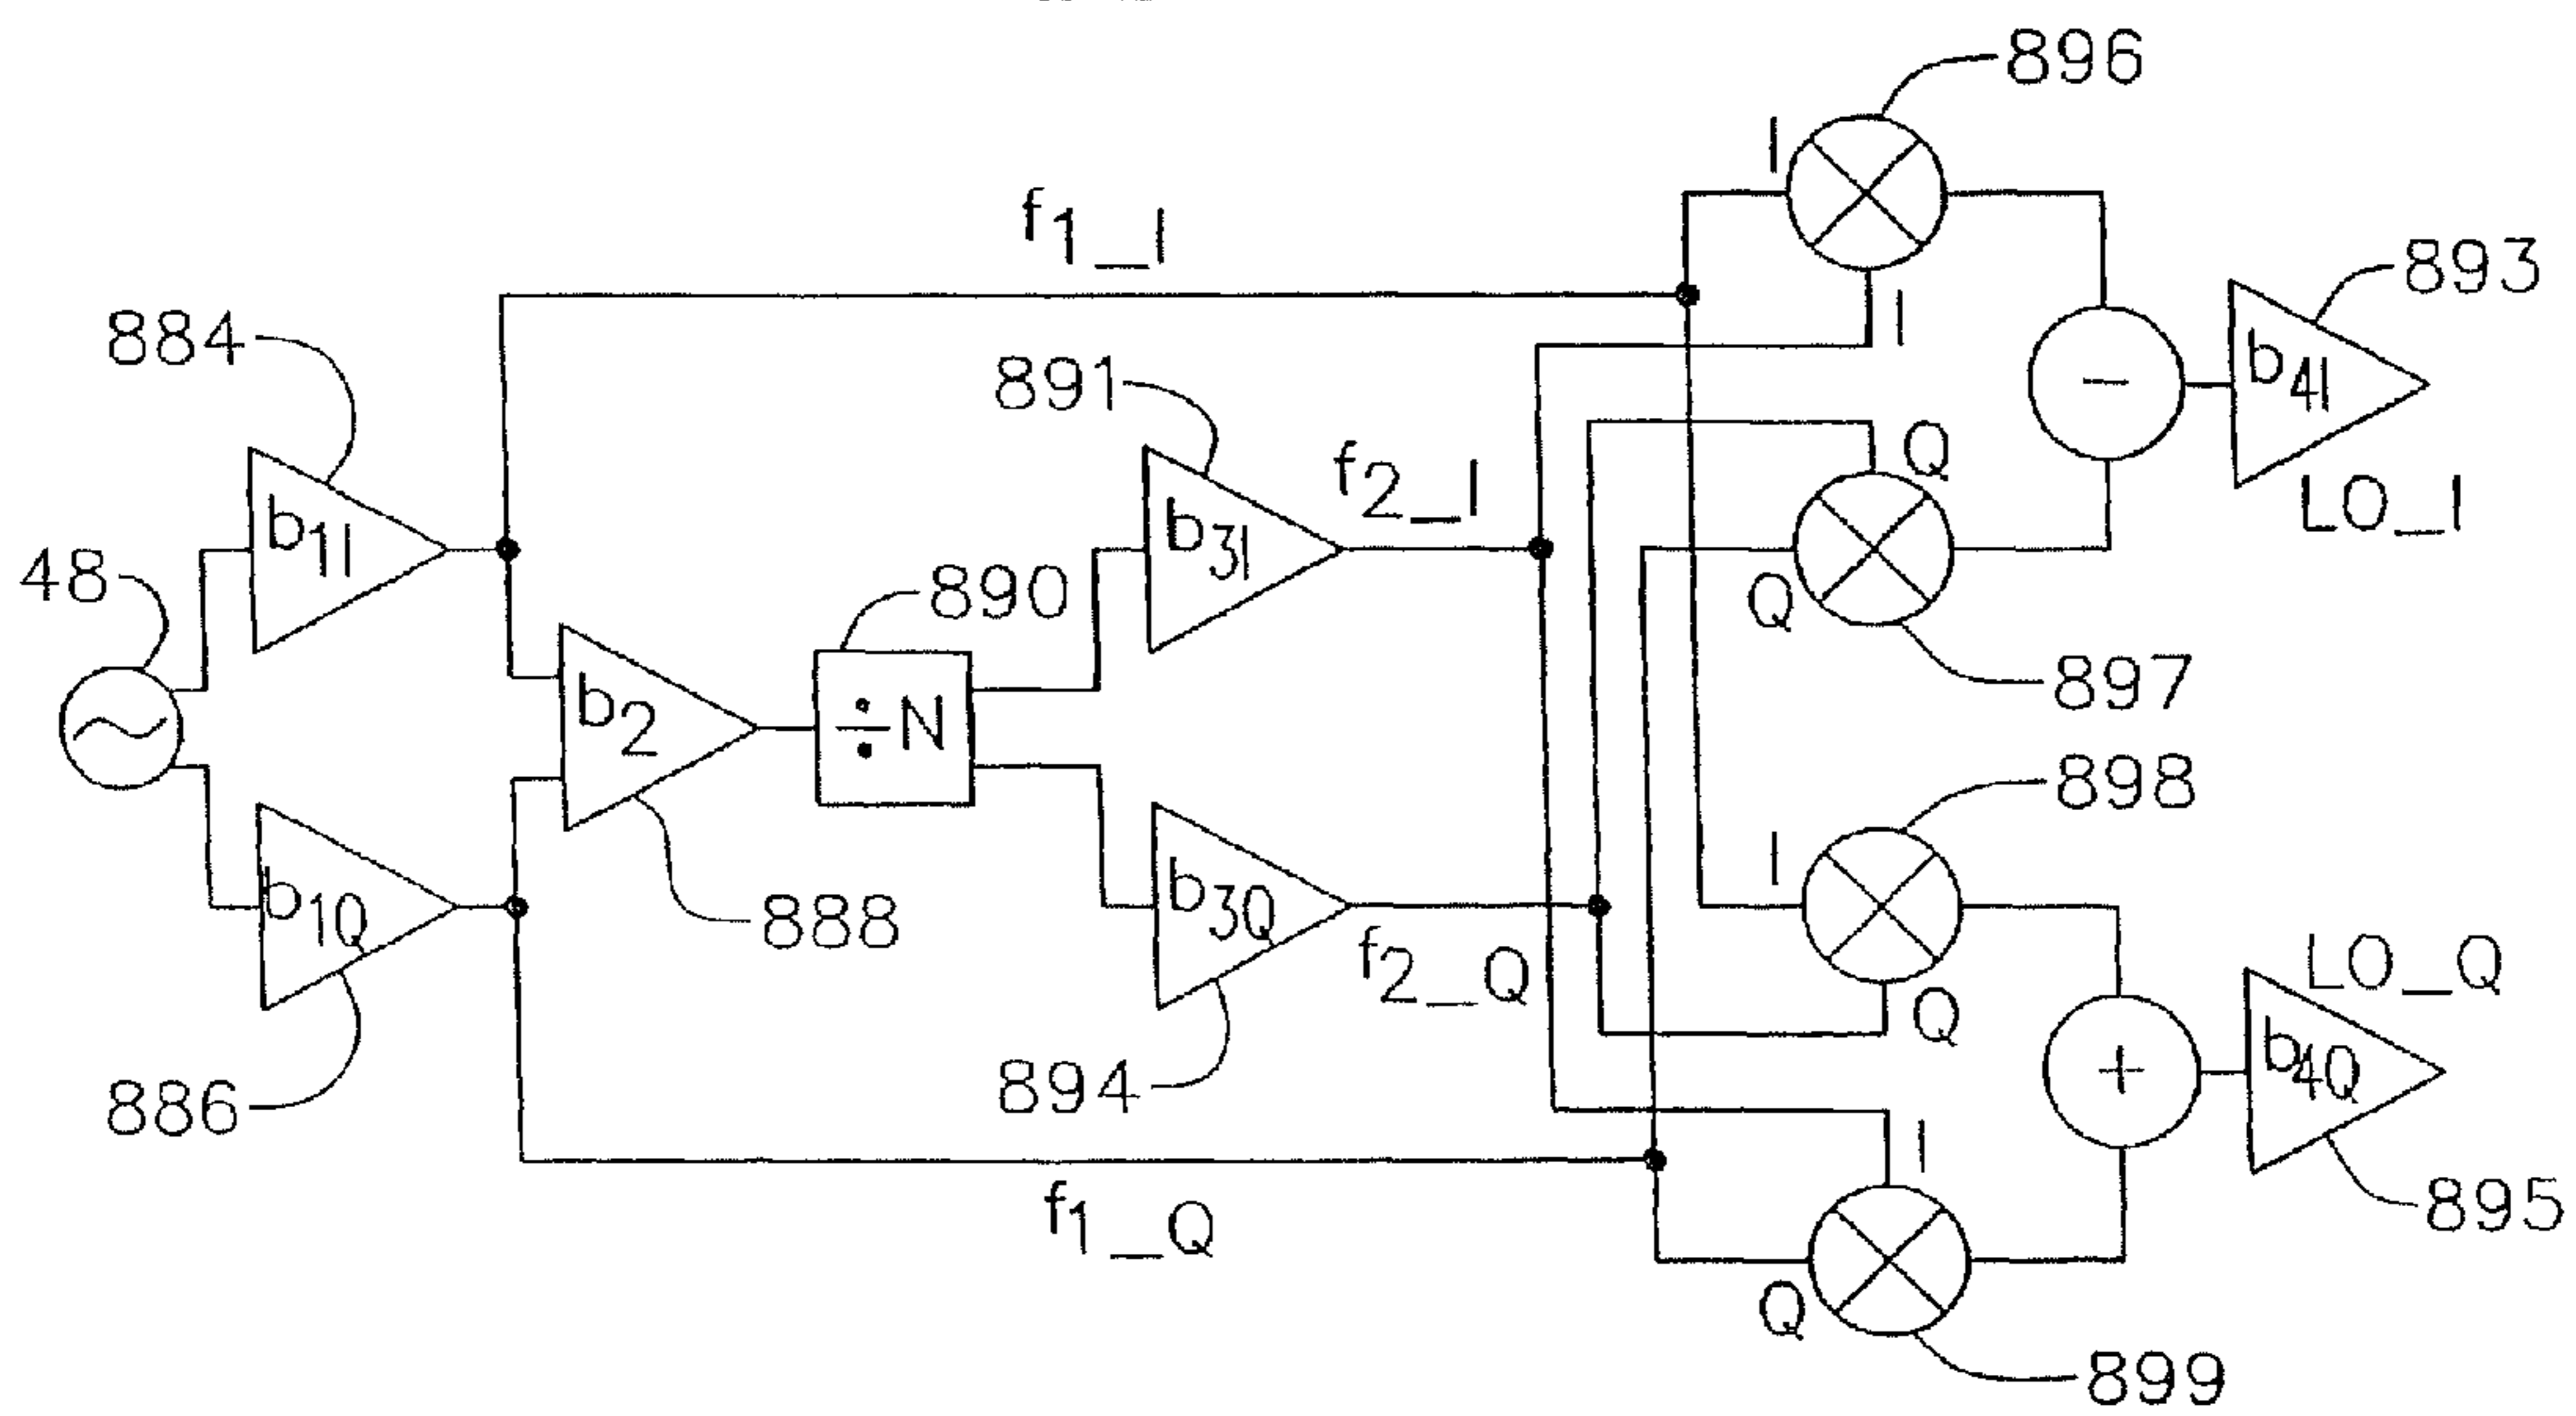 896
I
f1_I
893
884
I
891
b4I
Q
f2_I
LO_I
b1I
b3I
48
890
Q
897
b2
÷N
898
I
b1Q
b3Q
888
LO_Q
f2_Q
Q
b4Q
894
886
I
f1_Q
895
Q
899
-
+